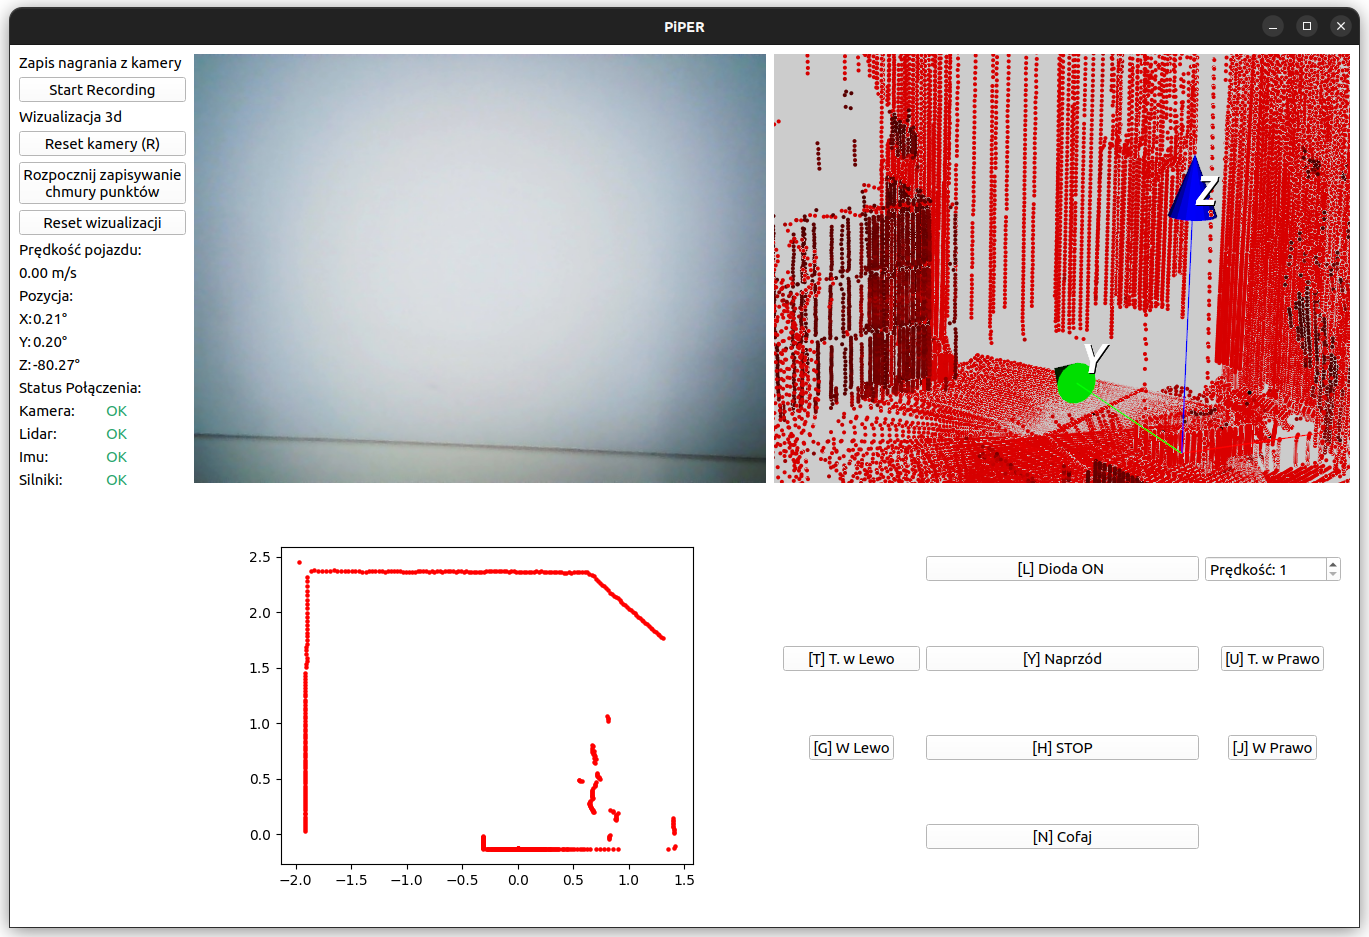 PiPER
Zapis nagrania z kamery
Start Recording
Wizualizacja 3d
Reset kamery (R)
Rozpocznij zapisywanie
chmury punktów
Reset wizualizacji
Prędkość pojazdu:
0.00 m/s
Pozycja:
X:0.21°
Y:0.20°
Z:-80.27°
Status Połączenia:
Kamera: OK
Lidar: OK
Imu: OK
Silniki: OK
Z
Y
2.5
2.0
1.5
1.0
0.5
0.0
−2.0 −1.5 −1.0 −0.5 0.0 0.5 1.0 1.5
[L] Dioda ON Prędkość: 1
[T] T. w Lewo [Y] Naprzód [U] T. w Prawo
[G] W Lewo [H] STOP [J] W Prawo
[N] Cofaj